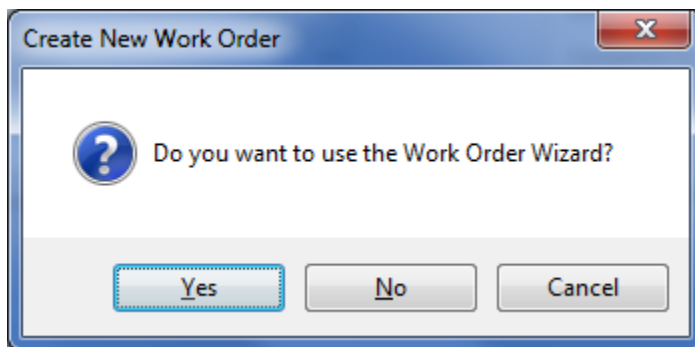 Create New Work Order
Do you want to use the Work Order Wizard?
Yes No Cancel